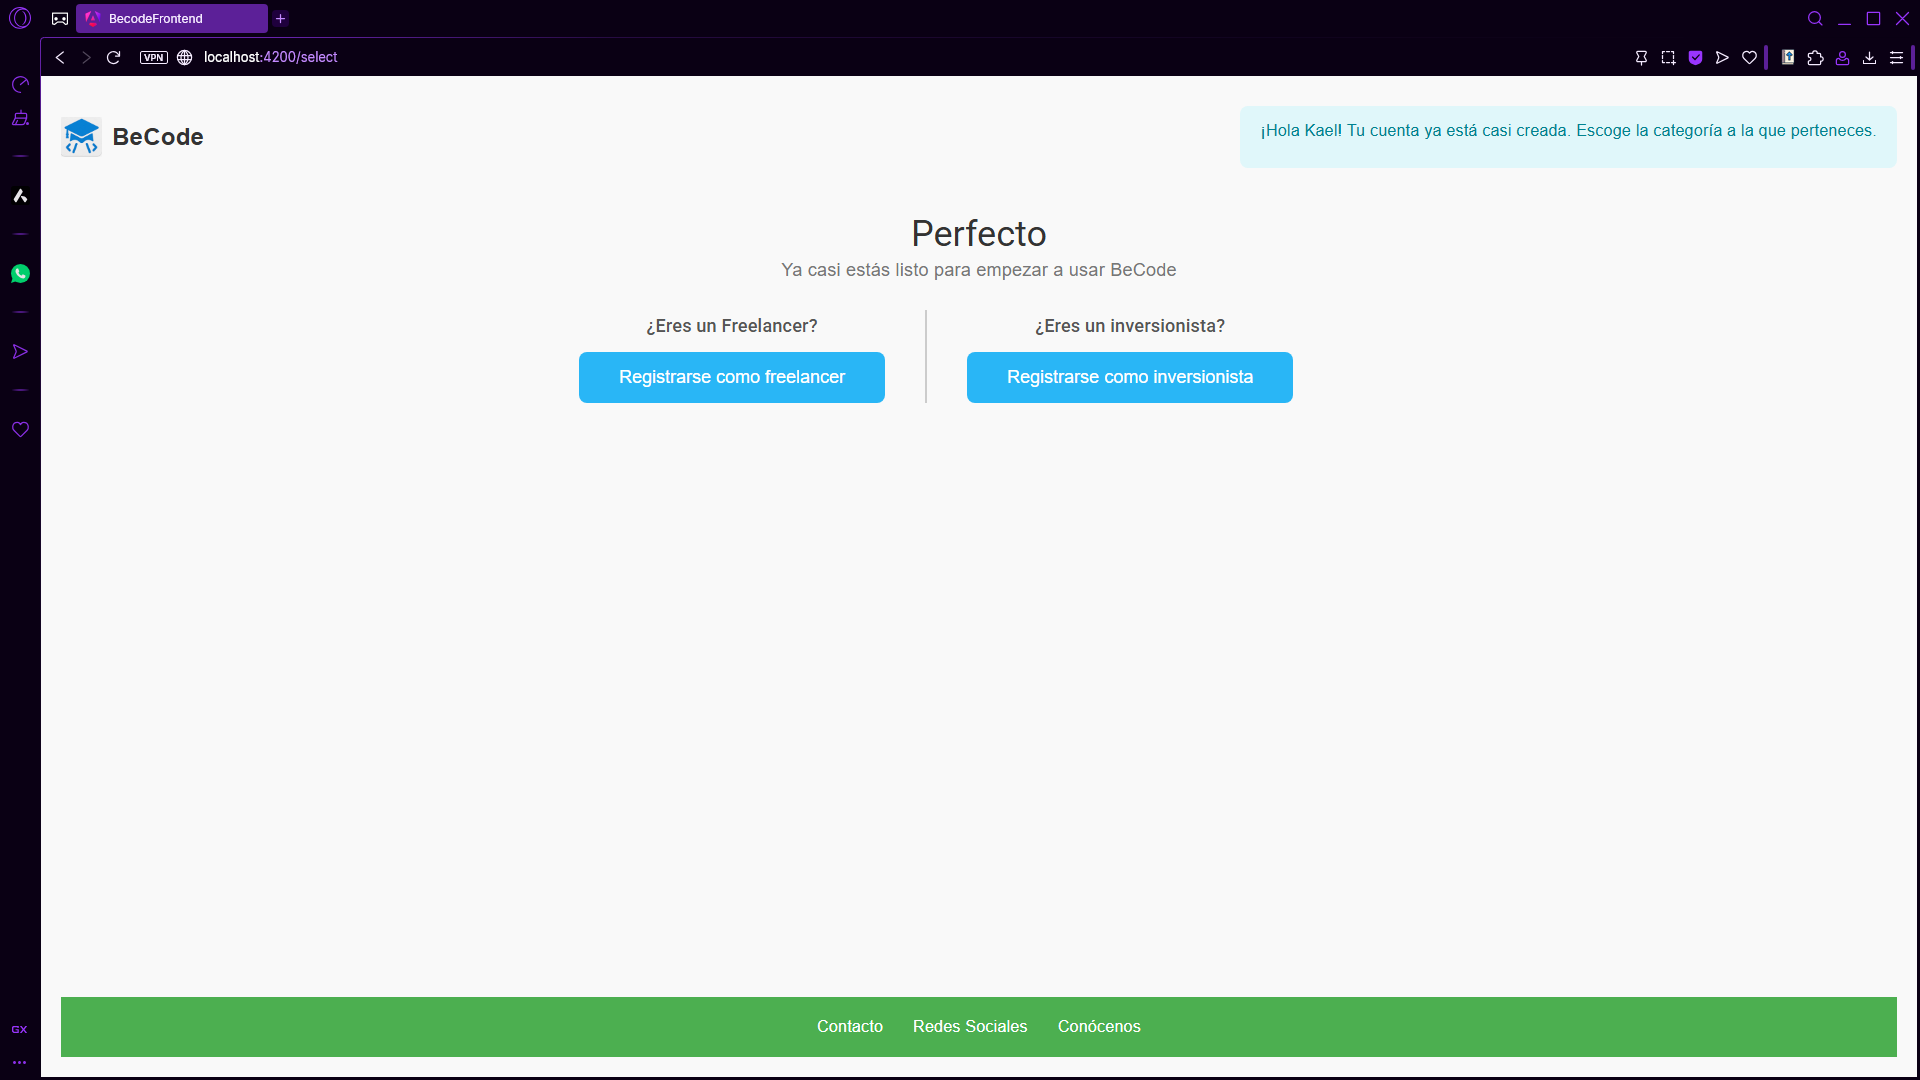 BecodeFrontend
VPN
localhost:4200/select
BeCode
¡Hola Kael! Tu cuenta ya está casi creada. Escoge la categoría a la que perteneces.
Perfecto
Ya casi estás listo para empezar a usar BeCode
¿Eres un Freelancer?
Registrarse como freelancer
¿Eres un inversionista?
Registrarse como inversionista
Contacto
Redes Sociales
Conócenos
GX